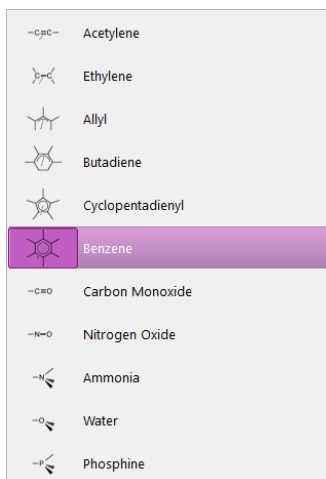 -C≡C- Acetylene
C=C Ethylene
Allyl
Butadiene
Cyclopentadienyl
Benzene
-C≡O Carbon Monoxide
-N=O Nitrogen Oxide
-N Ammonia
-O Water
-P Phosphine